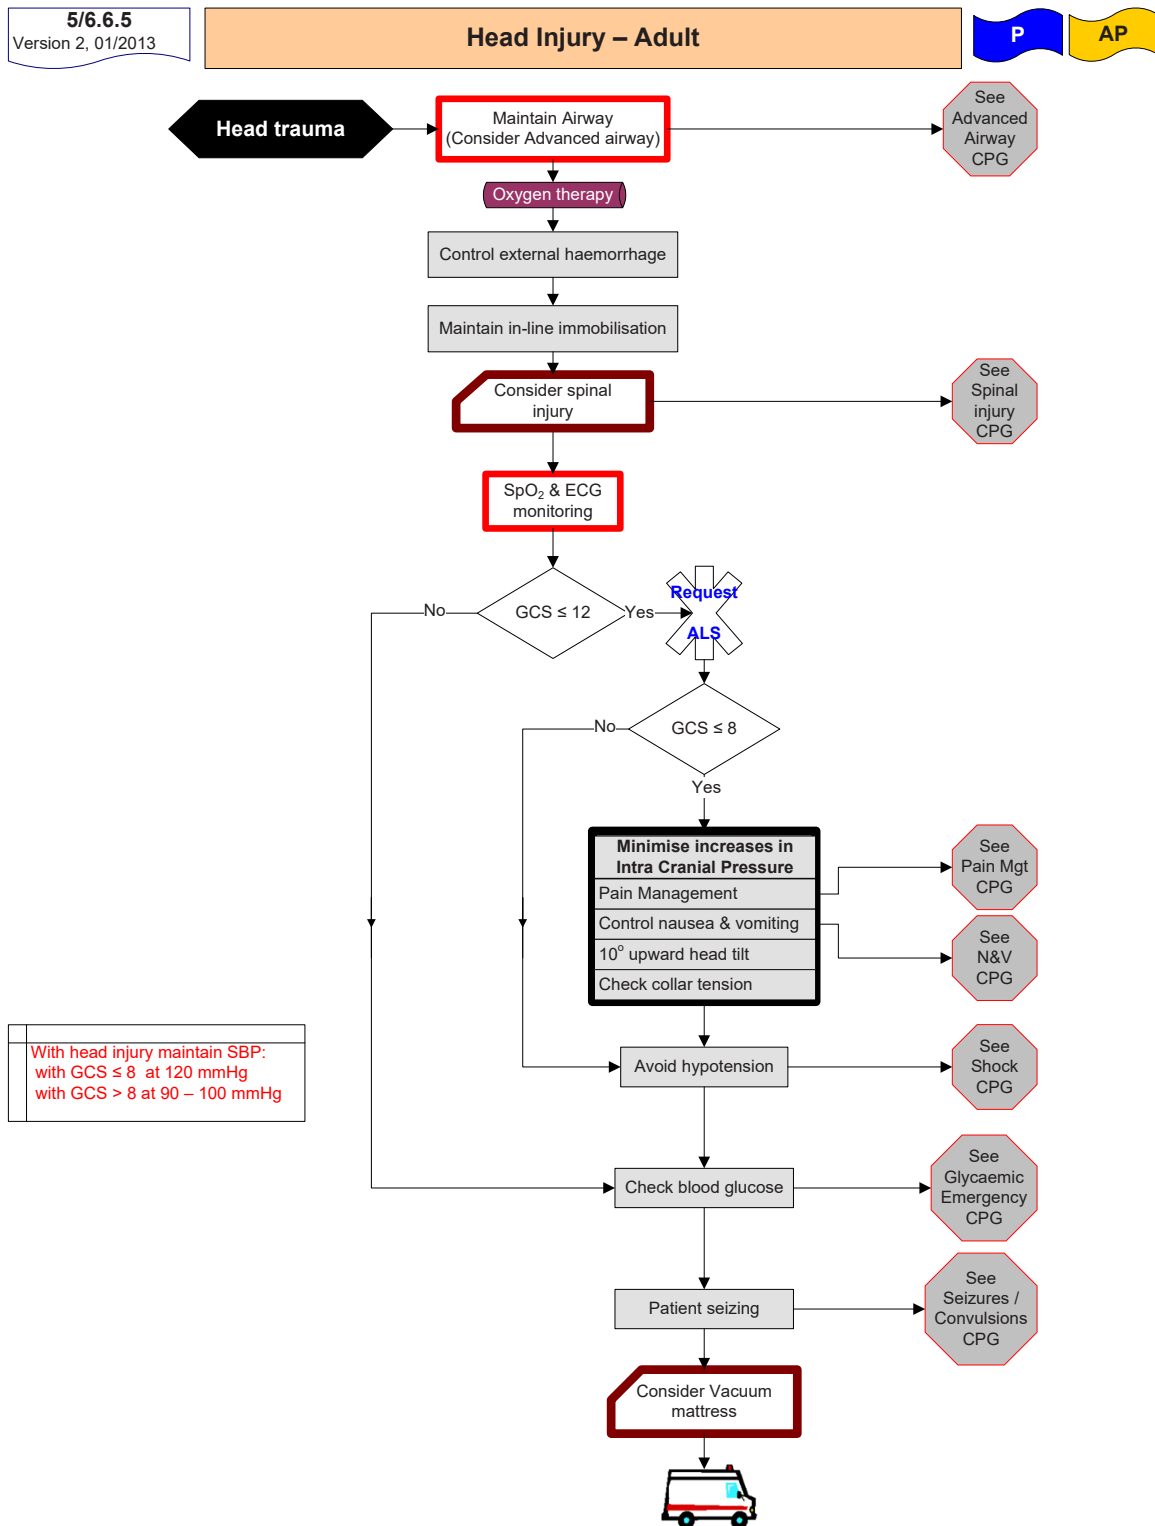 5/6.6.5
Version 2, 01/2013
Head Injury – Adult
P
AP
Head trauma
Maintain Airway
(Consider Advanced airway)
See
Advanced
Airway
CPG
Oxygen therapy
Control external haemorrhage
Maintain in-line immobilisation
Consider spinal
injury
See
Spinal
injury
CPG
SpO₂ & ECG
monitoring
GCS ≤ 12
No
Yes
Request
ALS
GCS ≤ 8
No
Yes
Minimise increases in
Intra Cranial Pressure
Pain Management
Control nausea & vomiting
10° upward head tilt
Check collar tension
See
Pain Mgt
CPG
See
N&V
CPG
With head injury maintain SBP:
with GCS ≤ 8 at 120 mmHg
with GCS > 8 at 90 – 100 mmHg
Avoid hypotension
See
Shock
CPG
Check blood glucose
See
Glycaemic
Emergency
CPG
Patient seizing
See
Seizures /
Convulsions
CPG
Consider Vacuum
mattress